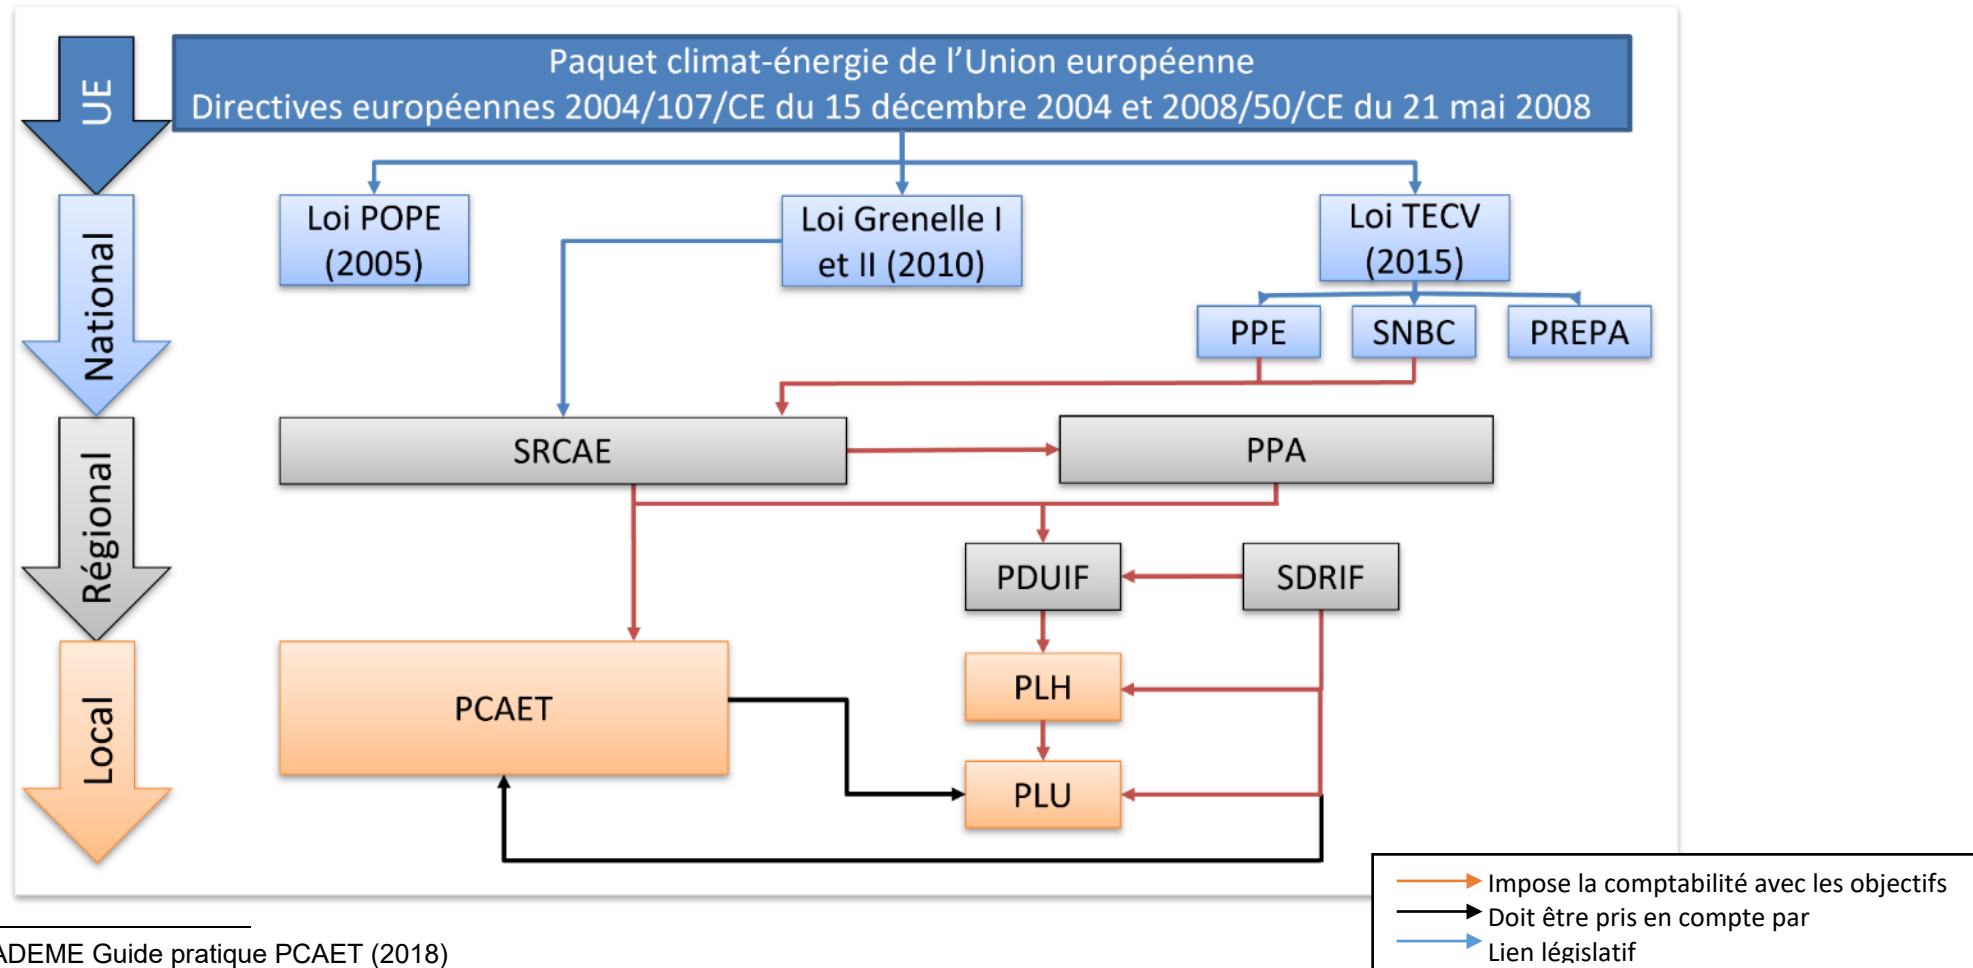 UE
Paquet climat-énergie de l’Union européenne
Directives européennes 2004/107/CE du 15 décembre 2004 et 2008/50/CE du 21 mai 2008
National
Loi POPE
(2005)
Loi Grenelle I
et II (2010)
Loi TECV
(2015)
PPE
SNBC
PREPA
Régional
SRCAE
PPA
PDUIF
SDRIF
Local
PCAET
PLH
PLU
Impose la comptabilité avec les objectifs
Doit être pris en compte par
Lien législatif
ADEME Guide pratique PCAET (2018)